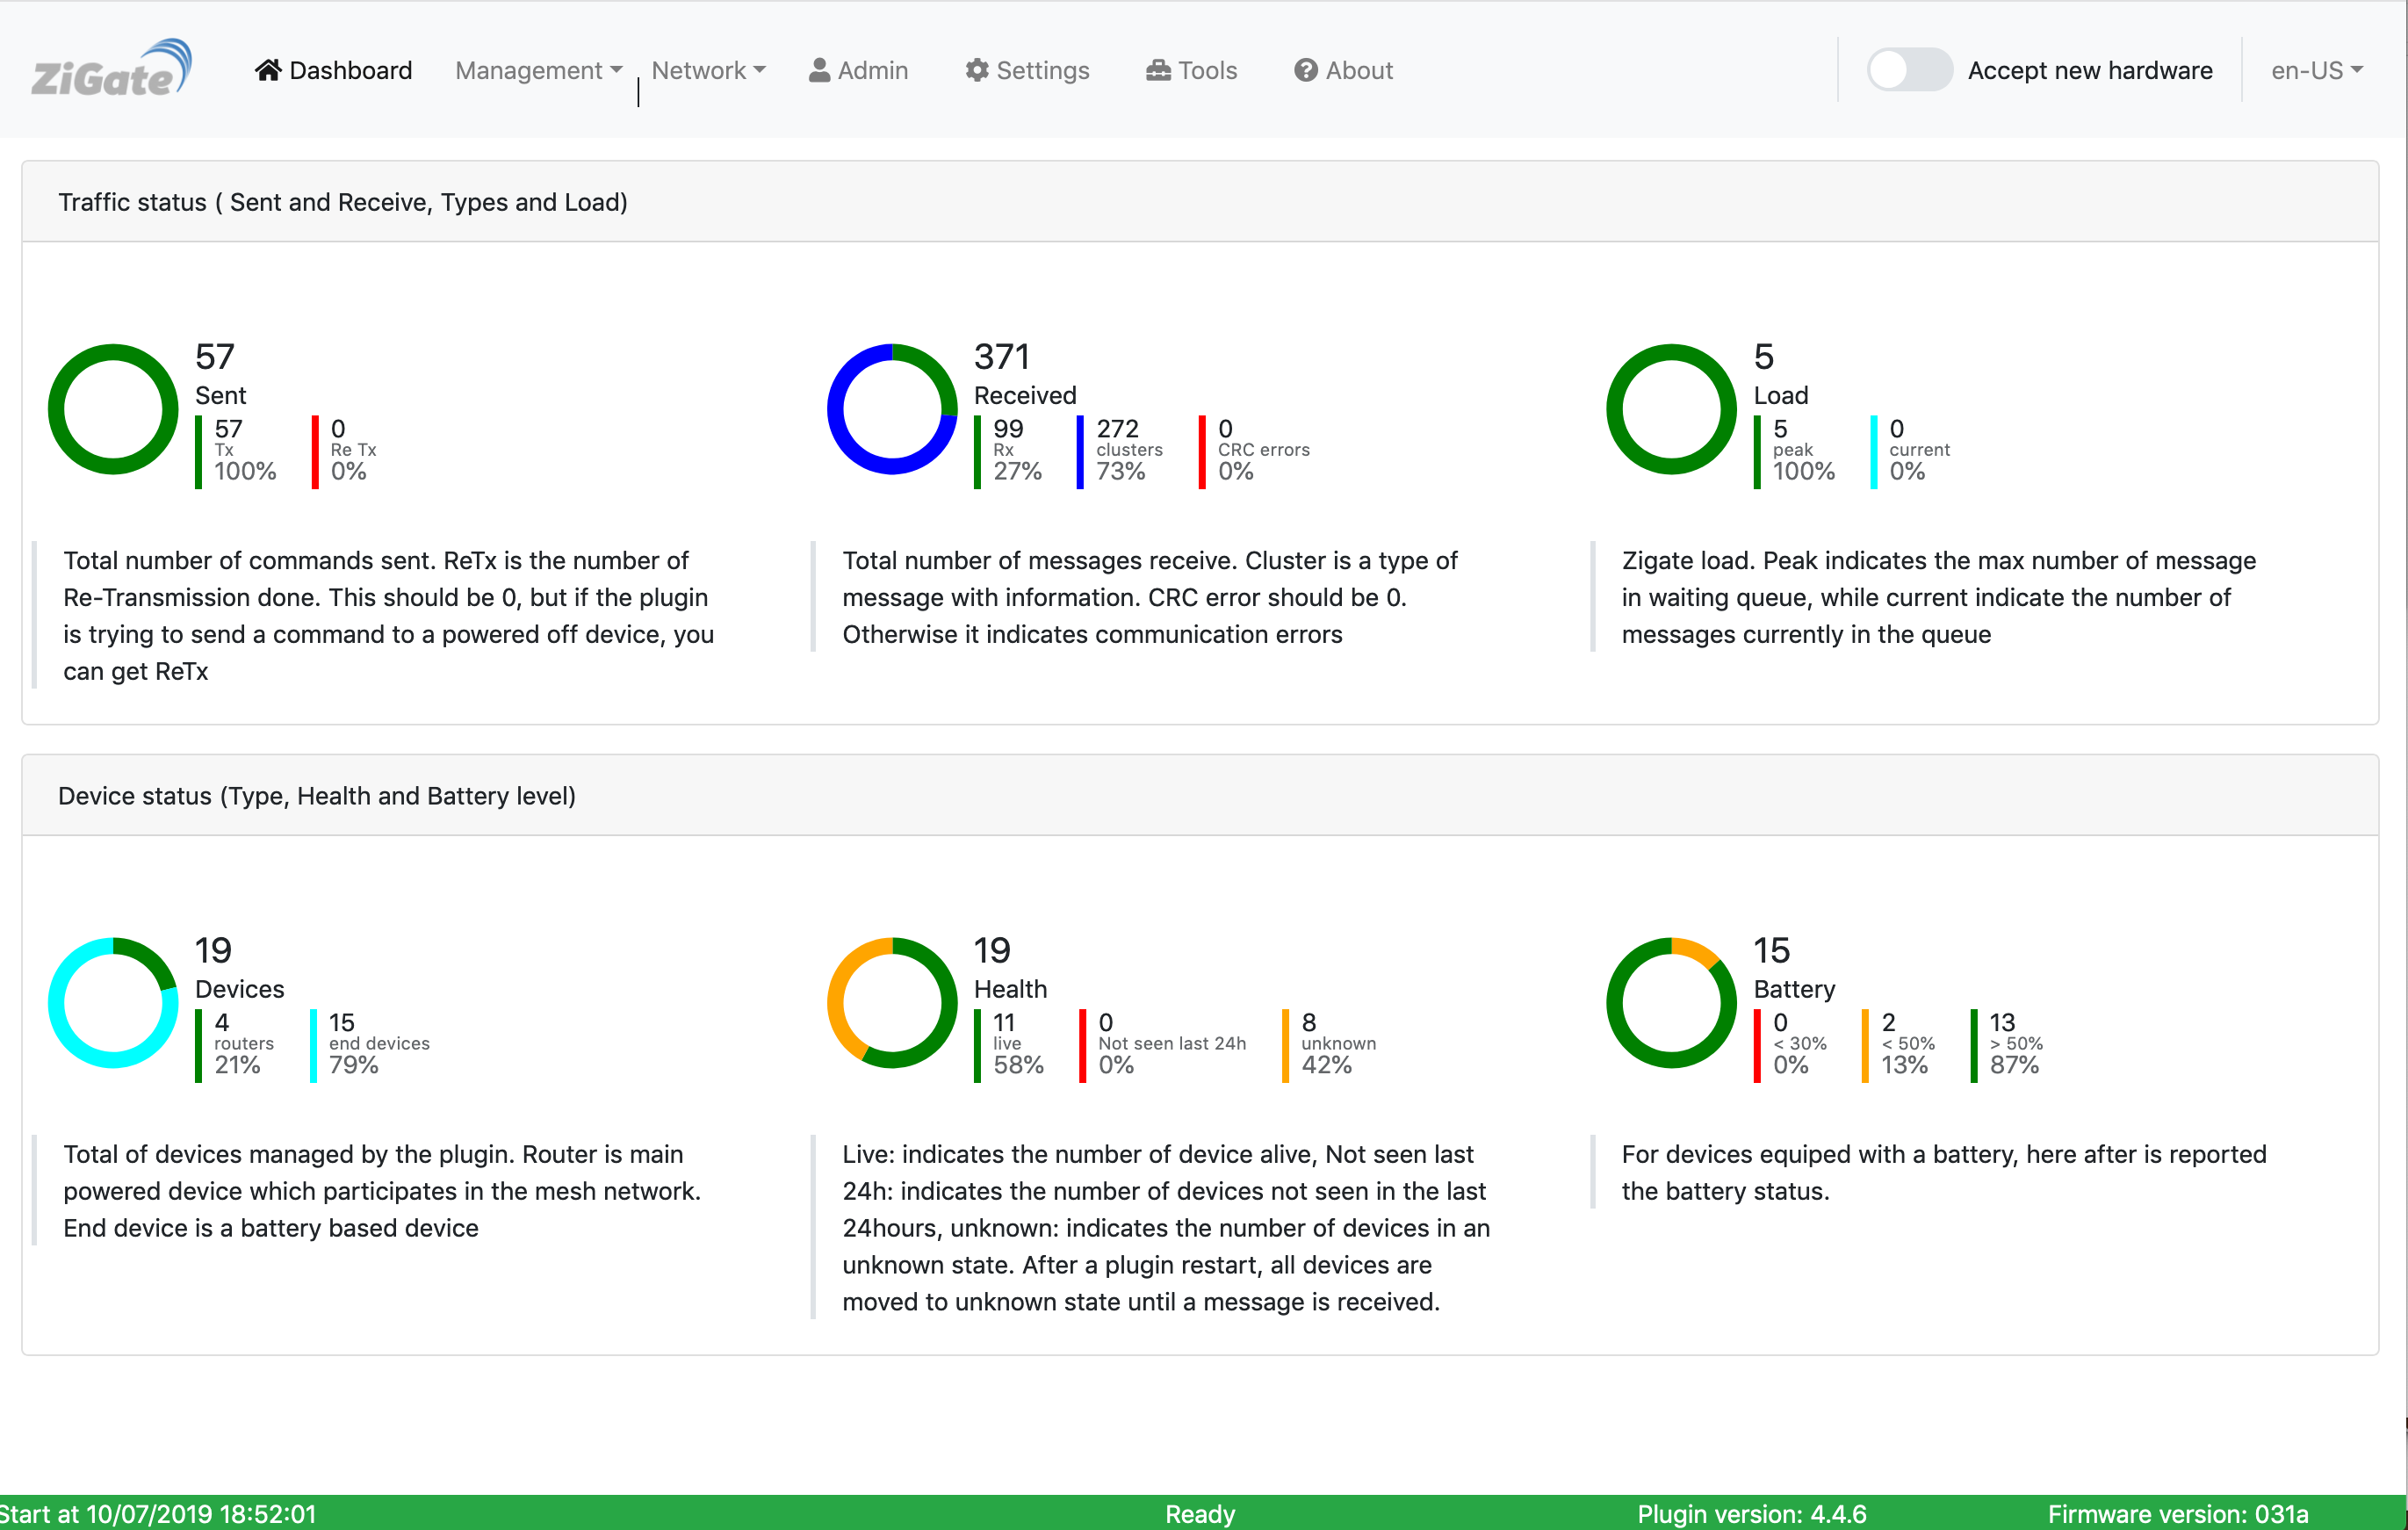 ZiGate Dashboard Management Network Admin Settings Tools About Accept new hardware en-US
Traffic status ( Sent and Receive, Types and Load)
57
Sent
57
Tx
100%
0
Re Tx
0%
371
Received
99
Rx
27%
272
clusters
73%
0
CRC errors
0%
5
Load
5
peak
100%
0
current
0%
Total number of commands sent. ReTx is the number of
Re-Transmission done. This should be 0, but if the plugin
is trying to send a command to a powered off device, you
can get ReTx
Total number of messages receive. Cluster is a type of
message with information. CRC error should be 0.
Otherwise it indicates communication errors
Zigate load. Peak indicates the max number of message
in waiting queue, while current indicate the number of
messages currently in the queue
Device status (Type, Health and Battery level)
19
Devices
4
routers
21%
15
end devices
79%
19
Health
11
live
58%
0
Not seen last 24h
0%
8
unknown
42%
15
Battery
0
< 30%
0%
2
< 50%
13%
13
> 50%
87%
Total of devices managed by the plugin. Router is main
powered device which participates in the mesh network.
End device is a battery based device
Live: indicates the number of device alive, Not seen last
24h: indicates the number of devices not seen in the last
24hours, unknown: indicates the number of devices in an
unknown state. After a plugin restart, all devices are
moved to unknown state until a message is received.
For devices equiped with a battery, here after is reported
the battery status.
Start at 10/07/2019 18:52:01 Ready Plugin version: 4.4.6 Firmware version: 031a